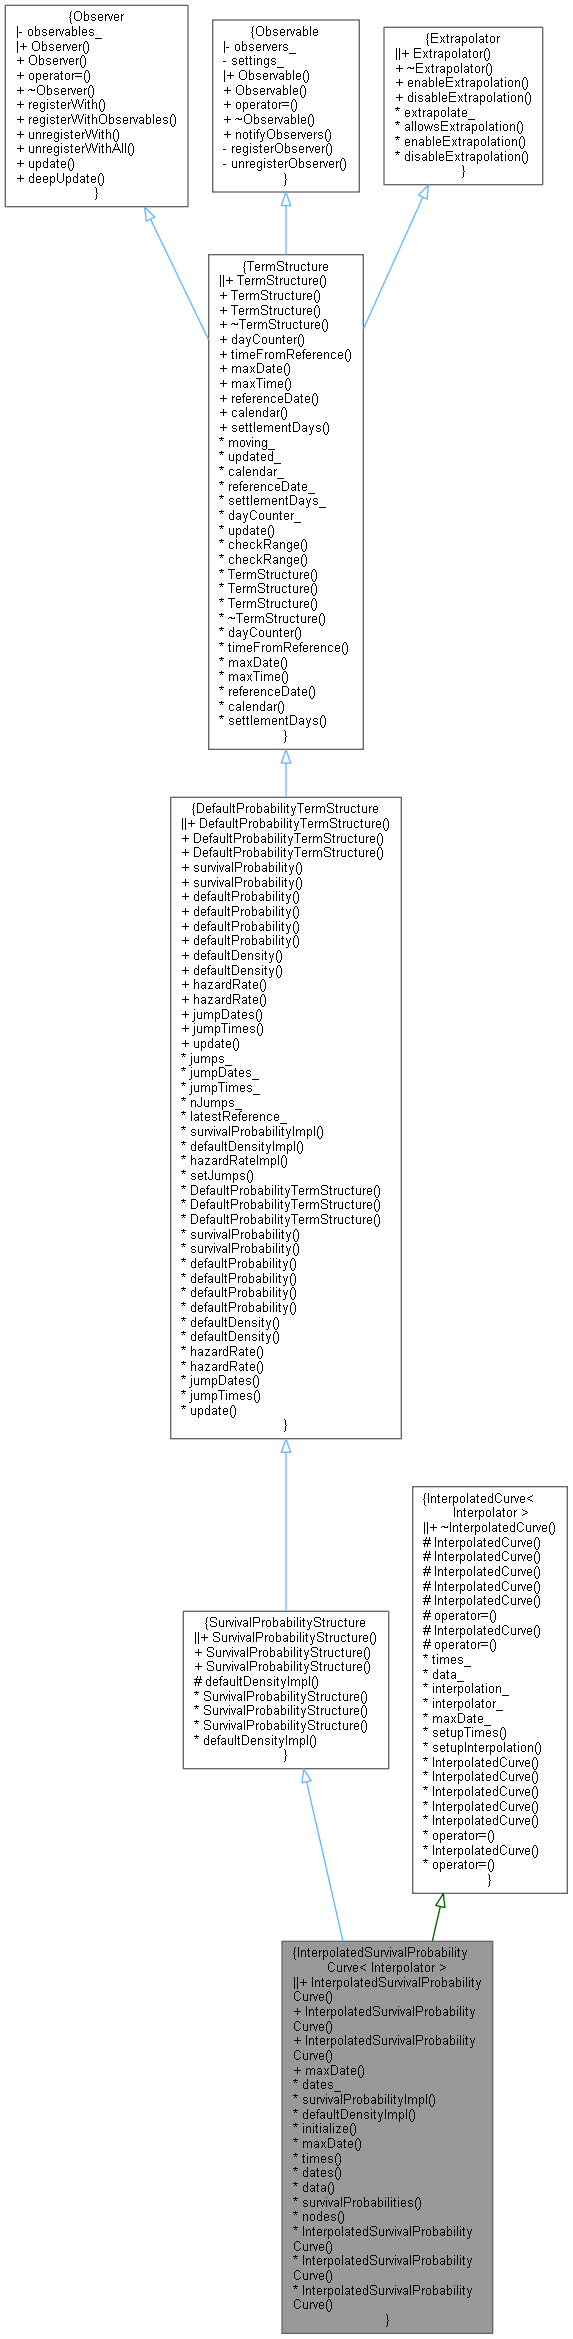 {Observer
|- observables_
|+ Observer()
+ Observer()
+ operator=()
+ ~Observer()
+ registerWith()
+ registerWithObservables()
+ unregisterWith()
+ unregisterWithAll()
+ update()
+ deepUpdate()
}
{Observable
|- observers_
- settings_
|+ Observable()
+ Observable()
+ operator=()
+ ~Observable()
+ notifyObservers()
- registerObserver()
- unregisterObserver()
}
{Extrapolator
||+ Extrapolator()
+ ~Extrapolator()
+ enableExtrapolation()
+ disableExtrapolation()
* extrapolate_
* allowsExtrapolation()
* enableExtrapolation()
* disableExtrapolation()
}
{TermStructure
||+ TermStructure()
+ TermStructure()
+ TermStructure()
+ ~TermStructure()
+ dayCounter()
+ timeFromReference()
+ maxDate()
+ maxTime()
+ referenceDate()
+ calendar()
+ settlementDays()
* moving_
* updated_
* calendar_
* referenceDate_
* settlementDays_
* dayCounter_
* update()
* checkRange()
* checkRange()
* TermStructure()
* TermStructure()
* TermStructure()
* ~TermStructure()
* dayCounter()
* timeFromReference()
* maxDate()
* maxTime()
* referenceDate()
* calendar()
* settlementDays()
}
{DefaultProbabilityTermStructure
||+ DefaultProbabilityTermStructure()
+ DefaultProbabilityTermStructure()
+ DefaultProbabilityTermStructure()
+ survivalProbability()
+ survivalProbability()
+ defaultProbability()
+ defaultProbability()
+ defaultProbability()
+ defaultProbability()
+ defaultDensity()
+ defaultDensity()
+ hazardRate()
+ hazardRate()
+ jumpDates()
+ jumpTimes()
+ update()
* jumps_
* jumpDates_
* jumpTimes_
* nJumps_
* latestReference_
* survivalProbabilityImpl()
* defaultDensityImpl()
* hazardRateImpl()
* setJumps()
* DefaultProbabilityTermStructure()
* DefaultProbabilityTermStructure()
* DefaultProbabilityTermStructure()
* survivalProbability()
* survivalProbability()
* defaultProbability()
* defaultProbability()
* defaultProbability()
* defaultProbability()
* defaultDensity()
* defaultDensity()
* hazardRate()
* hazardRate()
* jumpDates()
* jumpTimes()
* update()
}
{InterpolatedCurve<
Interpolator >
||+ ~InterpolatedCurve()
# InterpolatedCurve()
# InterpolatedCurve()
# InterpolatedCurve()
# InterpolatedCurve()
# InterpolatedCurve()
# operator=()
# InterpolatedCurve()
# operator=()
* times_
* data_
* interpolation_
* interpolator_
* maxDate_
* setupTimes()
* setupInterpolation()
* InterpolatedCurve()
* InterpolatedCurve()
* InterpolatedCurve()
* InterpolatedCurve()
* InterpolatedCurve()
* operator=()
* InterpolatedCurve()
* operator=()
}
{SurvivalProbabilityStructure
||+ SurvivalProbabilityStructure()
+ SurvivalProbabilityStructure()
+ SurvivalProbabilityStructure()
# defaultDensityImpl()
* SurvivalProbabilityStructure()
* SurvivalProbabilityStructure()
* SurvivalProbabilityStructure()
* defaultDensityImpl()
}
{InterpolatedSurvivalProbability
Curve< Interpolator >
||+ InterpolatedSurvivalProbability
Curve()
+ InterpolatedSurvivalProbability
Curve()
+ InterpolatedSurvivalProbability
Curve()
+ maxDate()
* dates_
* survivalProbabilityImpl()
* defaultDensityImpl()
* initialize()
* maxDate()
* times()
* dates()
* data()
* survivalProbabilities()
* nodes()
* InterpolatedSurvivalProbability
Curve()
* InterpolatedSurvivalProbability
Curve()
* InterpolatedSurvivalProbability
Curve()
}